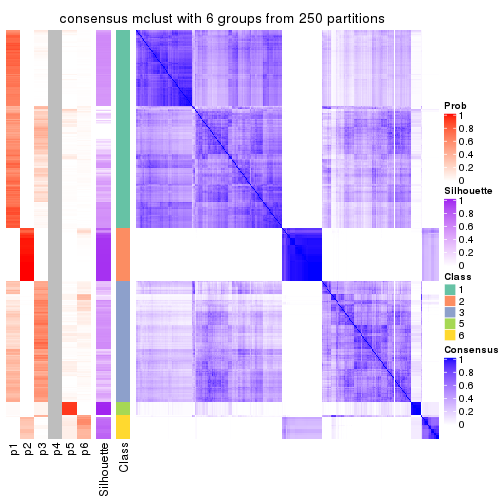 consensus mclust with 6 groups from 250 partitions
Prob
1
0.8
0.6
0.4
0.2
0
Silhouette
1
0.8
0.6
0.4
0.2
0
Class
1
2
3
5
6
Consensus
1
0.8
0.6
0.4
0.2
0
p1
p2
p3
p4
p5
p6
Silhouette
Class